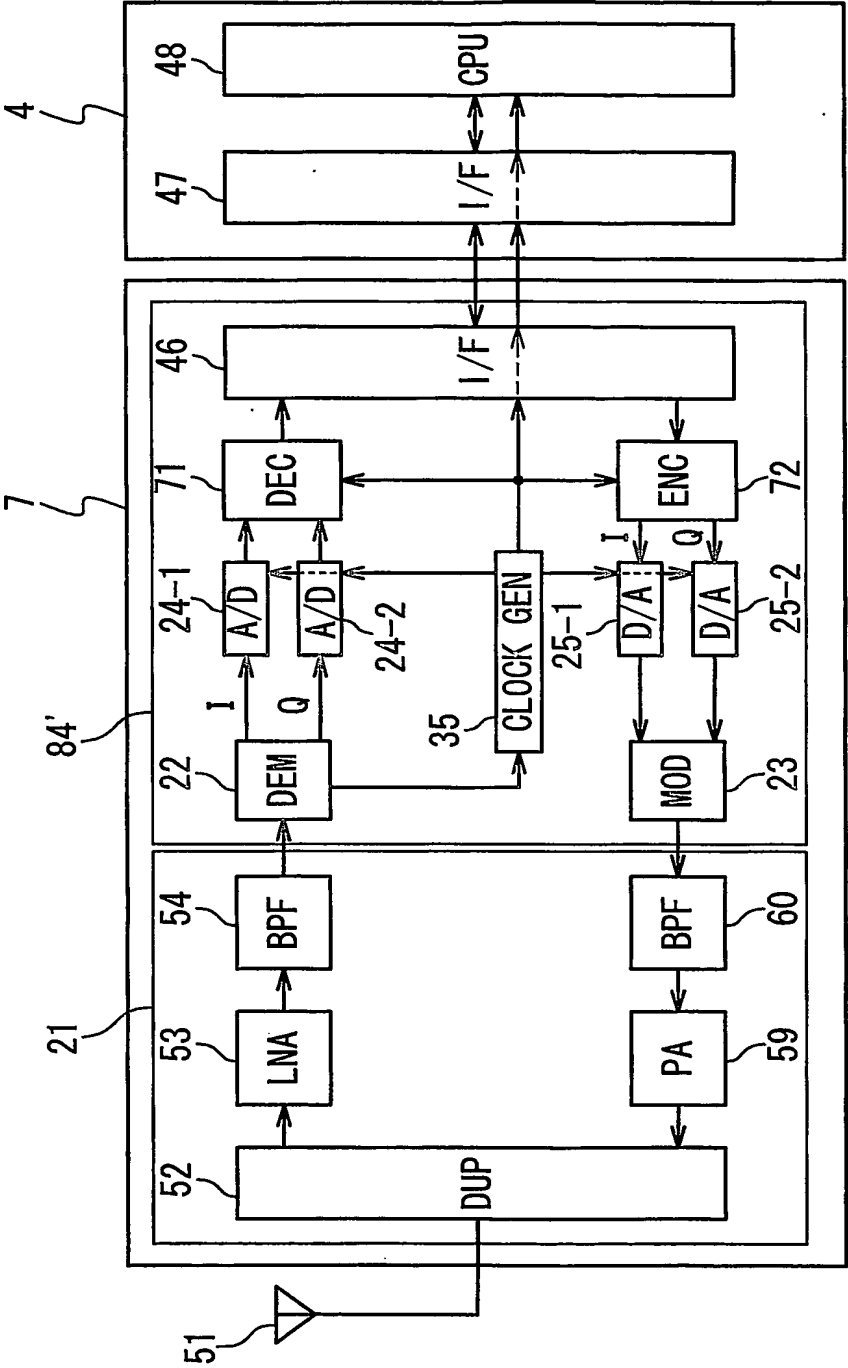 4
48
CPU
47
I/F
7
46
I/F
84'
71
DEC
24-1
A/D
A/D
24-2
I
Q
22
DEM
35
CLOCK GEN
72
ENC
I
Q
25-1
D/A
D/A
25-2
23
MOD
21
54
BPF
53
LNA
52
DUP
51
60
BPF
59
PA